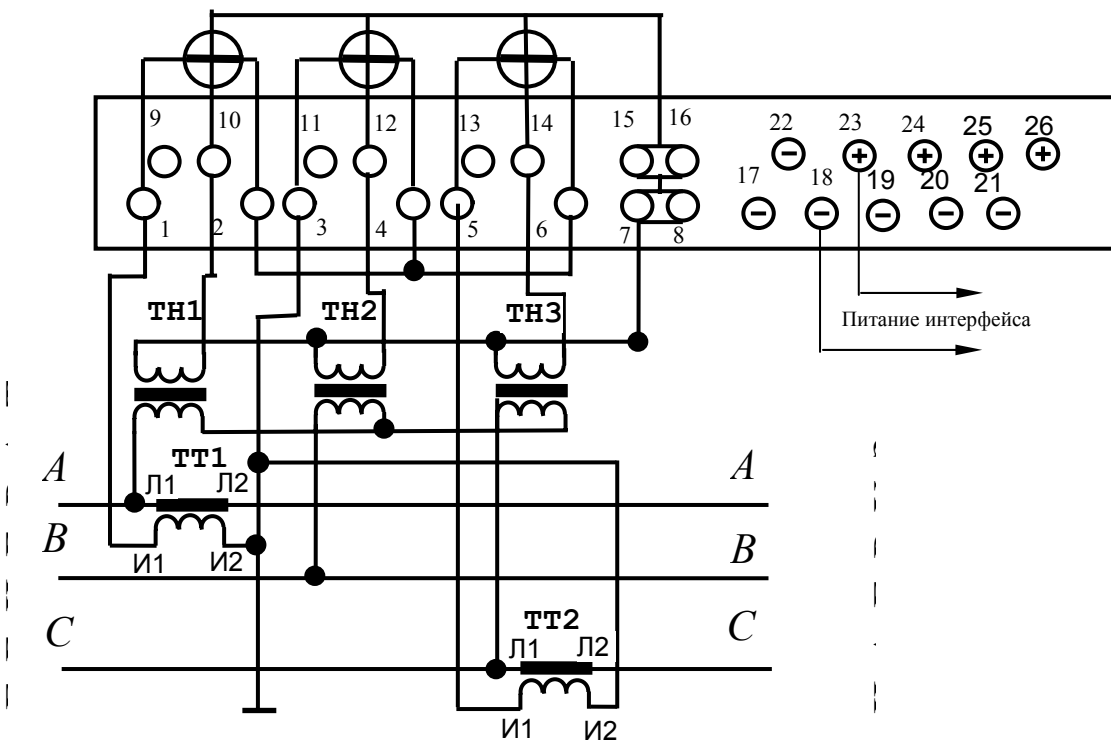 9 10 11 12 13 14 15 16 22 23 24 25 26
17 18 19 20 21
1 2 3 4 5 6 7 8
ТН1 ТН2 ТН3
Питание интерфейса
ТТ1
A Л1 Л2 A
B И1 И2 B
ТТ2
C Л1 Л2 C
И1 И2